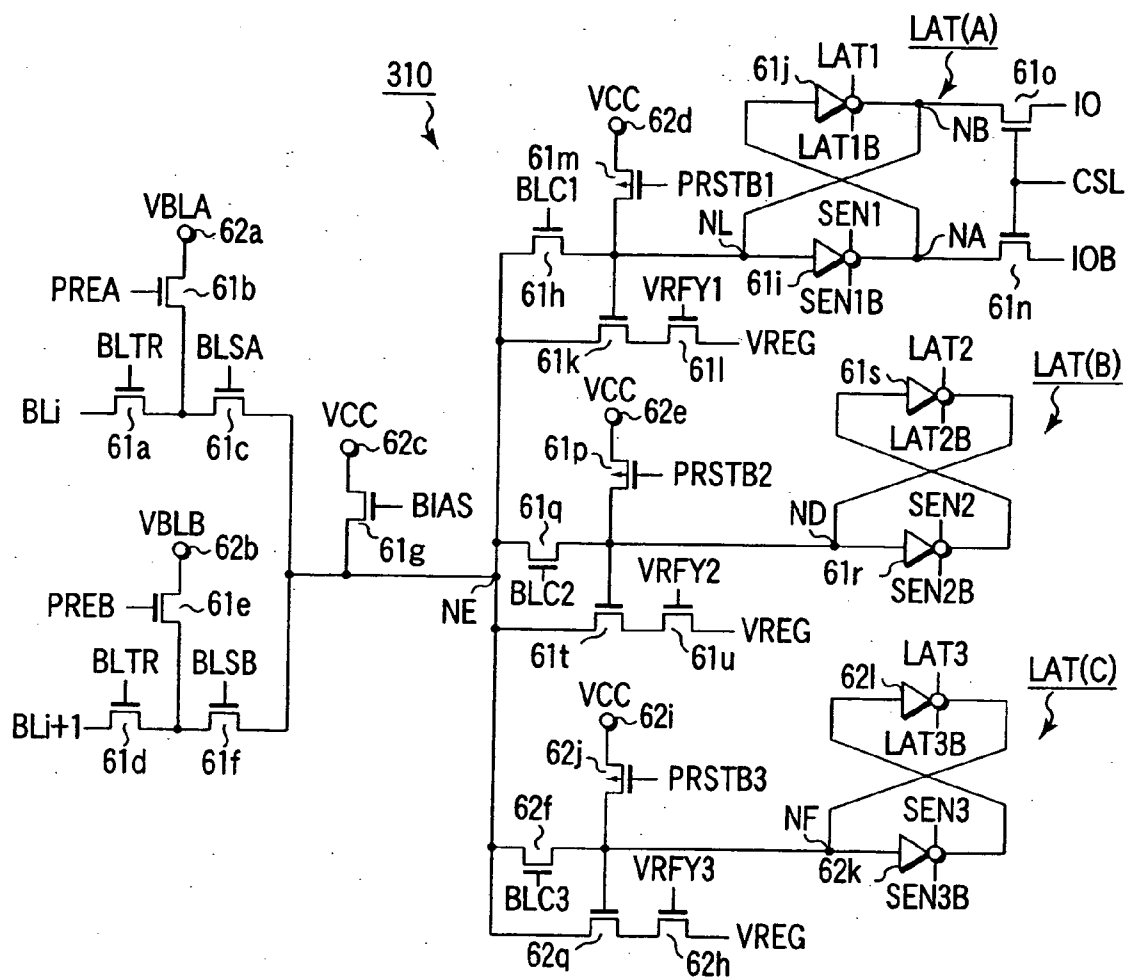 310
LAT(A)
61j
LAT1
61o
IO
VCC
62d
NB
LAT1B
61m
PRSTB1
CSL
BLC1
SEN1
VBLA
62a
NL
NA
61h
61i
SEN1B
IOB
61n
PREA
61b
VRFY1
BLTR
BLSA
61k
61l
VREG
LAT2
LAT(B)
VCC
62e
61s
BLi
61a
61c
VCC
62c
LAT2B
61p
PRSTB2
BIAS
61q
ND
SEN2
VBLB
62b
61g
61r
NE
BLC2
VRFY2
SEN2B
PREB
61e
VREG
61t
61u
LAT3
BLTR
BLSB
VCC
62l
LAT(C)
62i
BLi+1
61d
61f
LAT3B
62j
PRSTB3
62f
NF
SEN3
62k
BLC3
VRFY3
SEN3B
VREG
62q
62h